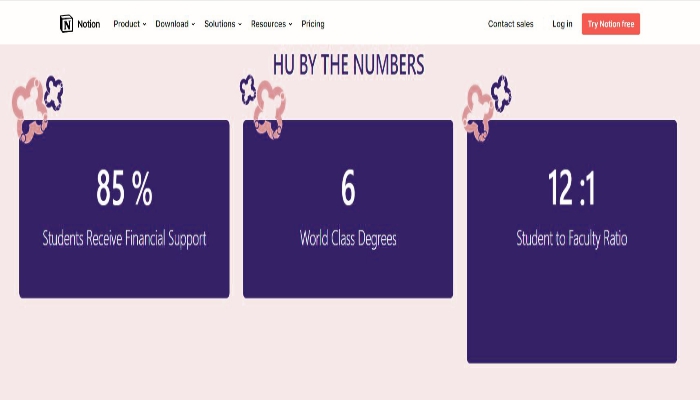 Notion Product Download Solutions Resources Pricing Contact sales Log in Try Notion free
HU BY THE NUMBERS
85 % 6 12 :1
Students Receive Financial Support World Class Degrees Student to Faculty Ratio